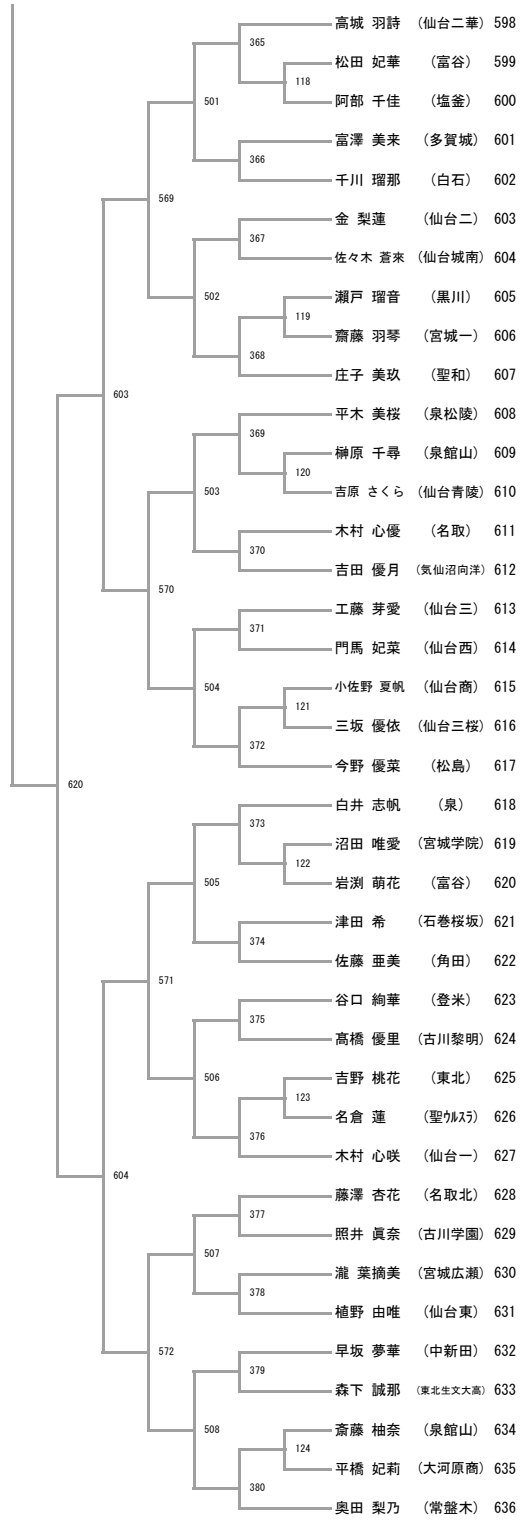 高城 羽詩 (仙台二華) 598
365
松田 妃華 (富谷) 599
118
阿部 千佳 (塩釜) 600
501
富澤 美来 (多賀城) 601
366
千川 瑠那 (白石) 602
569
金 梨蓮 (仙台二) 603
367
佐々木 蒼來 (仙台城南) 604
502
瀨戸 瑠音 (黒川) 605
119
齋藤 羽琴 (宮城一) 606
368
庄子 美玖 (聖和) 607
603
平木 美桜 (泉松陵) 608
369
榊原 千尋 (泉館山) 609
120
503
吉原 さくら (仙台青陵) 610
木村 心優 (名取) 611
370
吉田 優月 (気仙沼向洋) 612
570
工藤 芽愛 (仙台三) 613
371
門馬 妃菜 (仙台西) 614
504
小佐野 夏帆 (仙台商) 615
121
三坂 優依 (仙台三桜) 616
372
今野 優菜 (松島) 617
620
白井 志帆 (泉) 618
373
沼田 唯愛 (宮城学院) 619
122
505
岩渕 萌花 (富谷) 620
津田 希 (石巻桜坂) 621
374
佐藤 亜美 (角田) 622
571
谷口 絢華 (登米) 623
375
髙橋 優里 (古川黎明) 624
506
吉野 桃花 (東北) 625
123
名倉 蓮 (聖ｳﾙｽﾗ) 626
376
木村 心咲 (仙台一) 627
604
藤澤 杏花 (名取北) 628
377
照井 眞奈 (古川学園) 629
507
瀧 葉摘美 (宮城広瀬) 630
378
植野 由唯 (仙台東) 631
572
早坂 夢華 (中新田) 632
379
森下 誠那 (東北生文大高) 633
508
斎藤 柚奈 (泉館山) 634
124
平橋 妃莉 (大河原商) 635
380
奥田 梨乃 (常盤木) 636